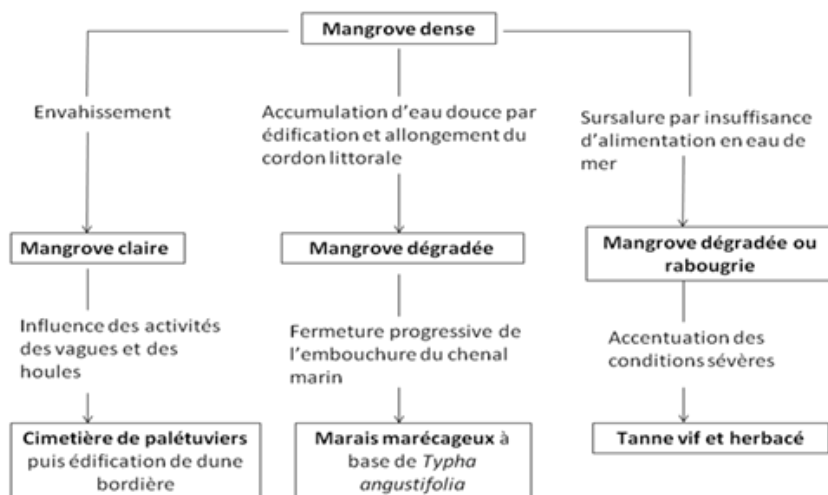 Mangrove dense
Envahissement
Accumulation d'eau douce par
édification et allongement du
cordon littorale
Sursalure par insuffisance
d'alimentation en eau de
mer
Mangrove claire
Mangrove dégradée
Mangrove dégradée ou
rabougrie
Influence des activités
des vagues et des
houles
Fermeture progressive de
l'embouchure du chenal
marin
Accentuation des
conditions sévères
Cimetière de palétuviers
puis édification de dune
bordière
Marais marécageux à
base de Typha
angustifolia
Tanne vif et herbacé